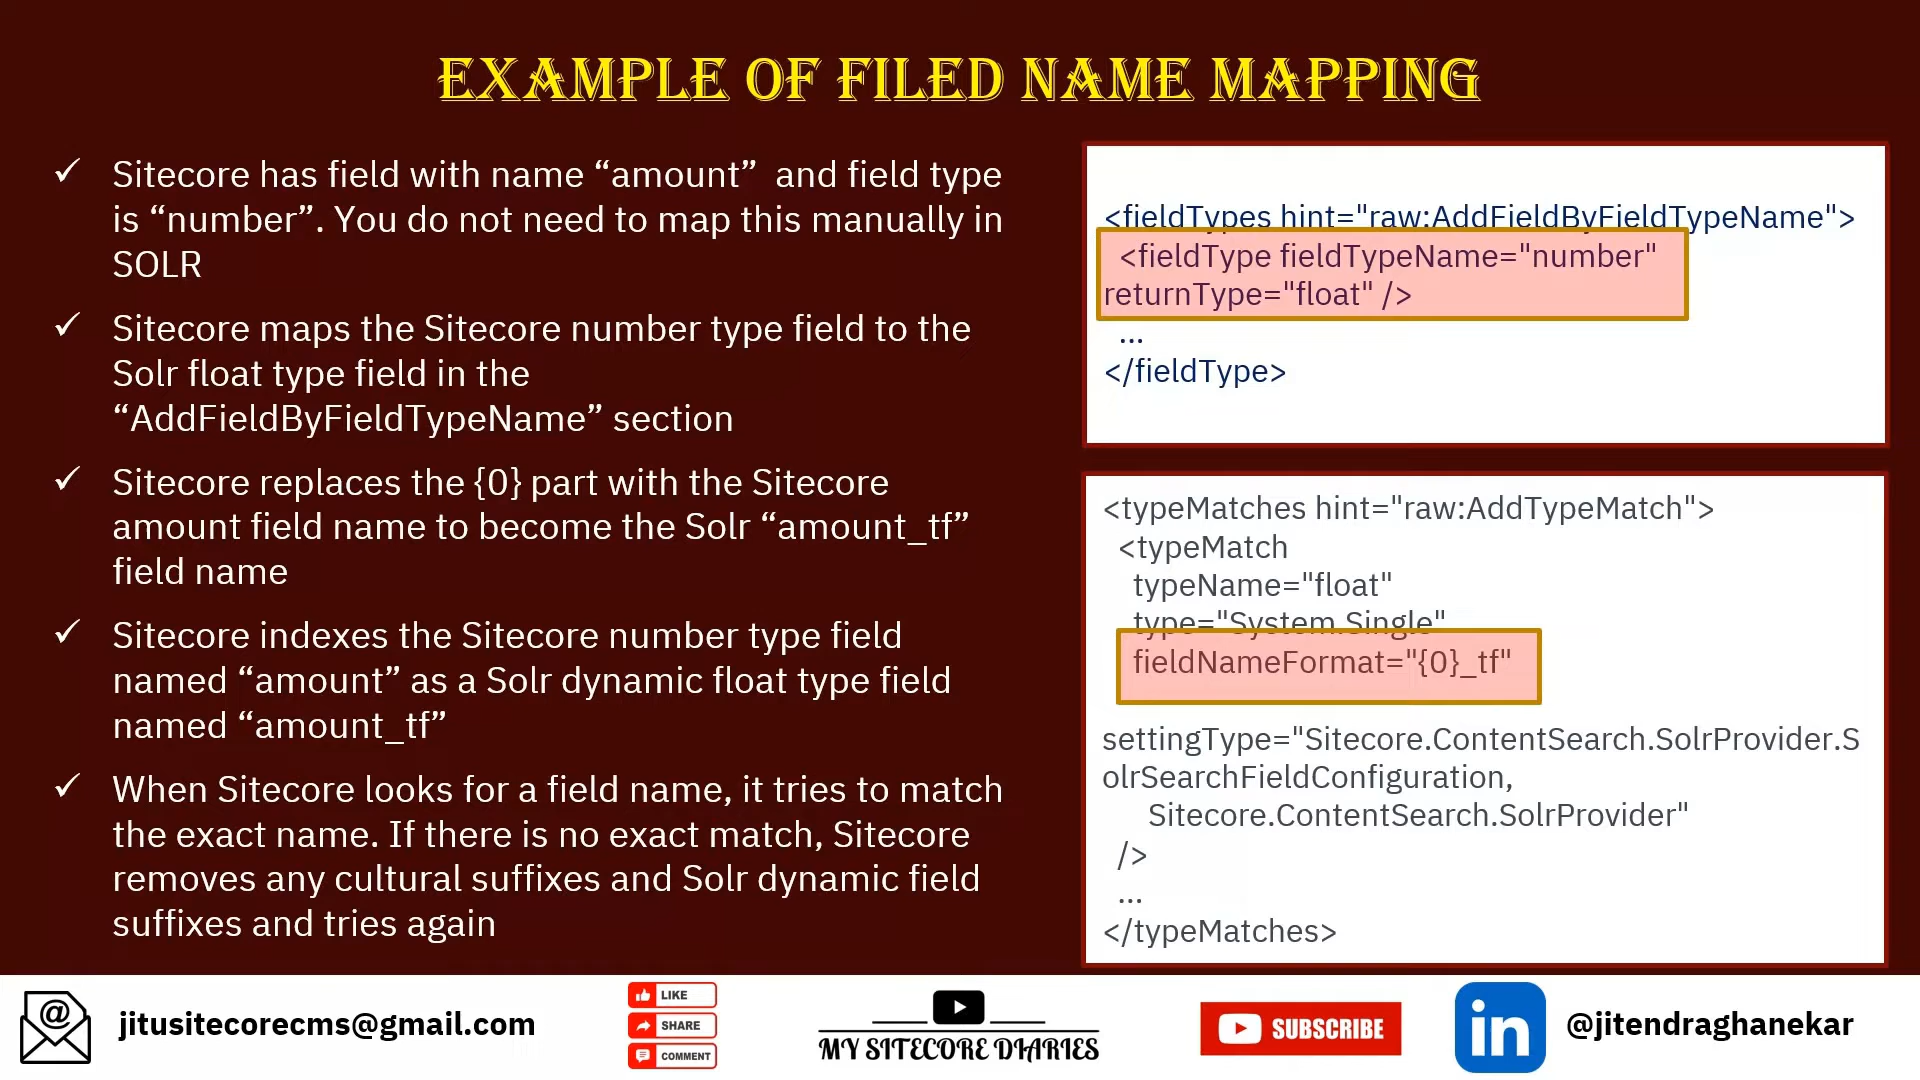 EXAMPLE OF FILED NAME MAPPING
✓ Sitecore has field with name “amount”  and field type
is “number”. You do not need to map this manually in
SOLR
✓ Sitecore maps the Sitecore number type field to the
Solr float type field in the
“AddFieldByFieldTypeName” section
✓ Sitecore replaces the {0} part with the Sitecore
amount field name to become the Solr “amount_tf”
field name
✓ Sitecore indexes the Sitecore number type field
named “amount” as a Solr dynamic float type field
named “amount_tf”
✓ When Sitecore looks for a field name, it tries to match
the exact name. If there is no exact match, Sitecore
removes any cultural suffixes and Solr dynamic field
suffixes and tries again
<fieldTypes hint="raw:AddFieldByFieldTypeName">
<fieldType fieldTypeName="number"
returnType="float" />
...
</fieldType>
<typeMatches hint="raw:AddTypeMatch">
<typeMatch
typeName="float"
type="System.Single"
fieldNameFormat="{0}_tf"
settingType="Sitecore.ContentSearch.SolrProvider.S
olrSearchFieldConfiguration,
Sitecore.ContentSearch.SolrProvider"
/>
...
</typeMatches>
@
jitusitecorecms@gmail.com
LIKE
SHARE
COMMENT
MY SITECORE DIARIES
SUBSCRIBE
in
@jitendraghanekar